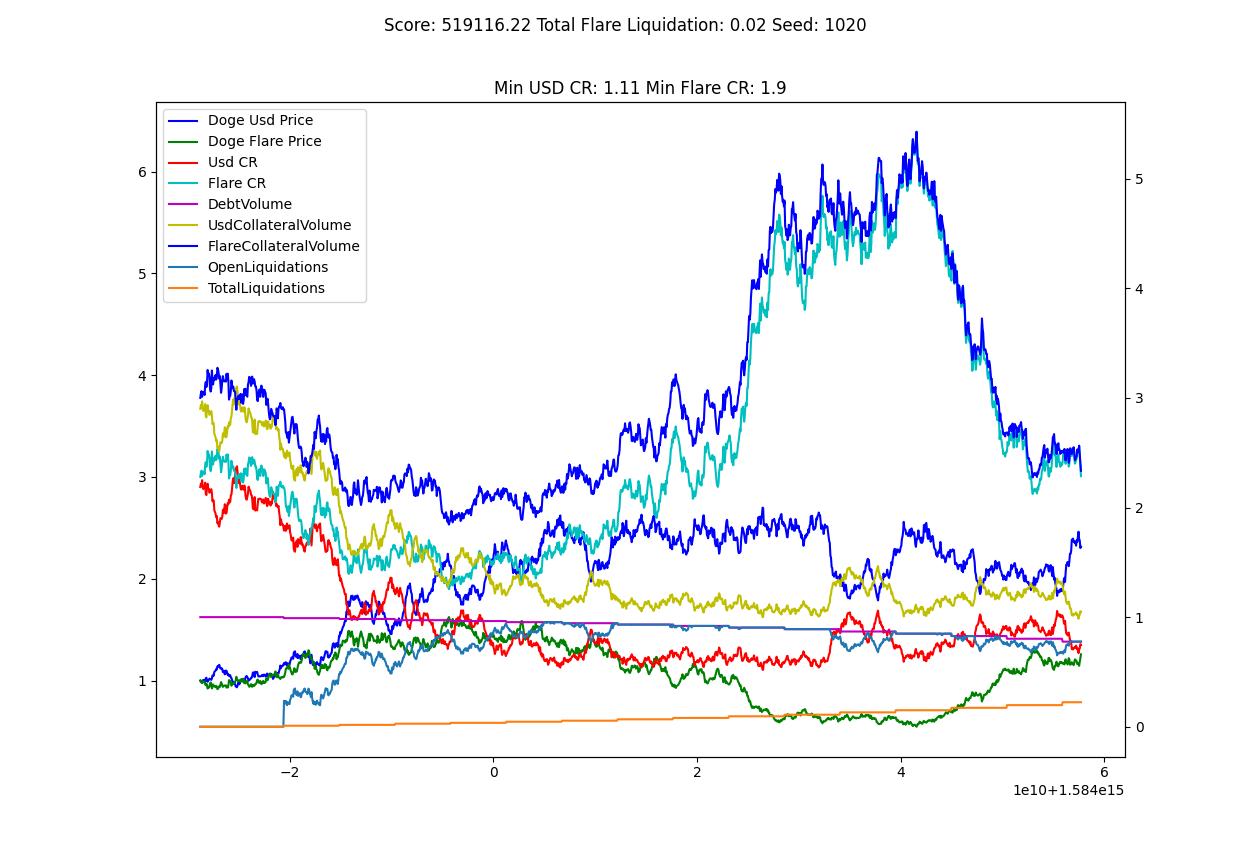 Score: 519116.22 Total Flare Liquidation: 0.02 Seed: 1020
Min USD CR: 1.11 Min Flare CR: 1.9
Doge Usd Price
Doge Flare Price
Usd CR
Flare CR
DebtVolume
UsdCollateralVolume
FlareCollateralVolume
OpenLiquidations
TotalLiquidations
6
5
4
3
2
1
5
4
3
2
1
0
−2 0 2 4 6
1e10+1.584e15